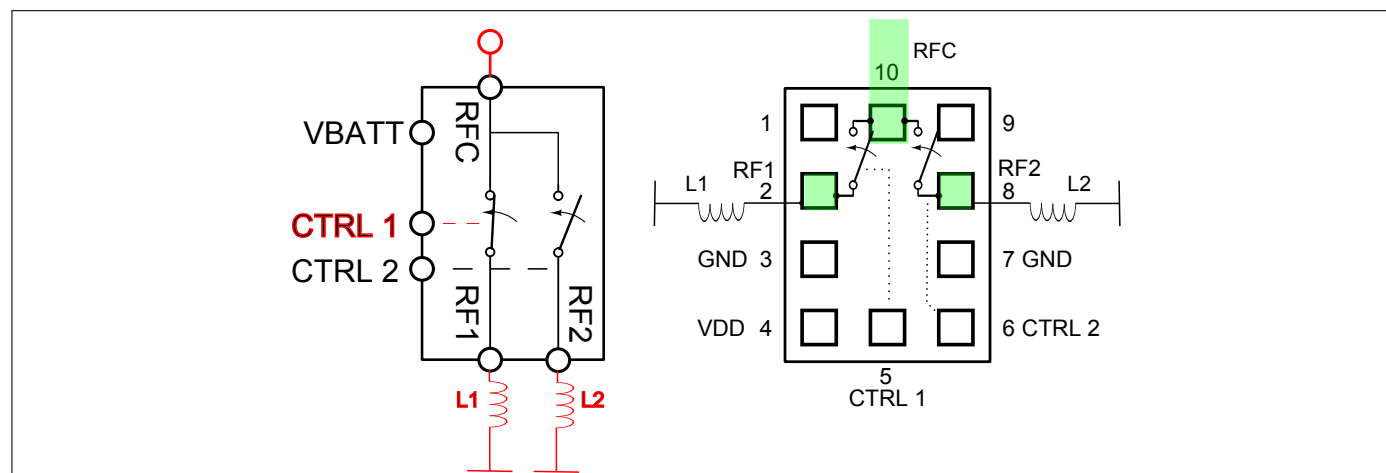 VBATT
CTRL 1
CTRL 2
RFC
RF1
RF2
L1
L2
RFC
10
1
9
RF1
RF2
L1
2
8
L2
GND 3
7 GND
VDD 4
6 CTRL 2
5
CTRL 1